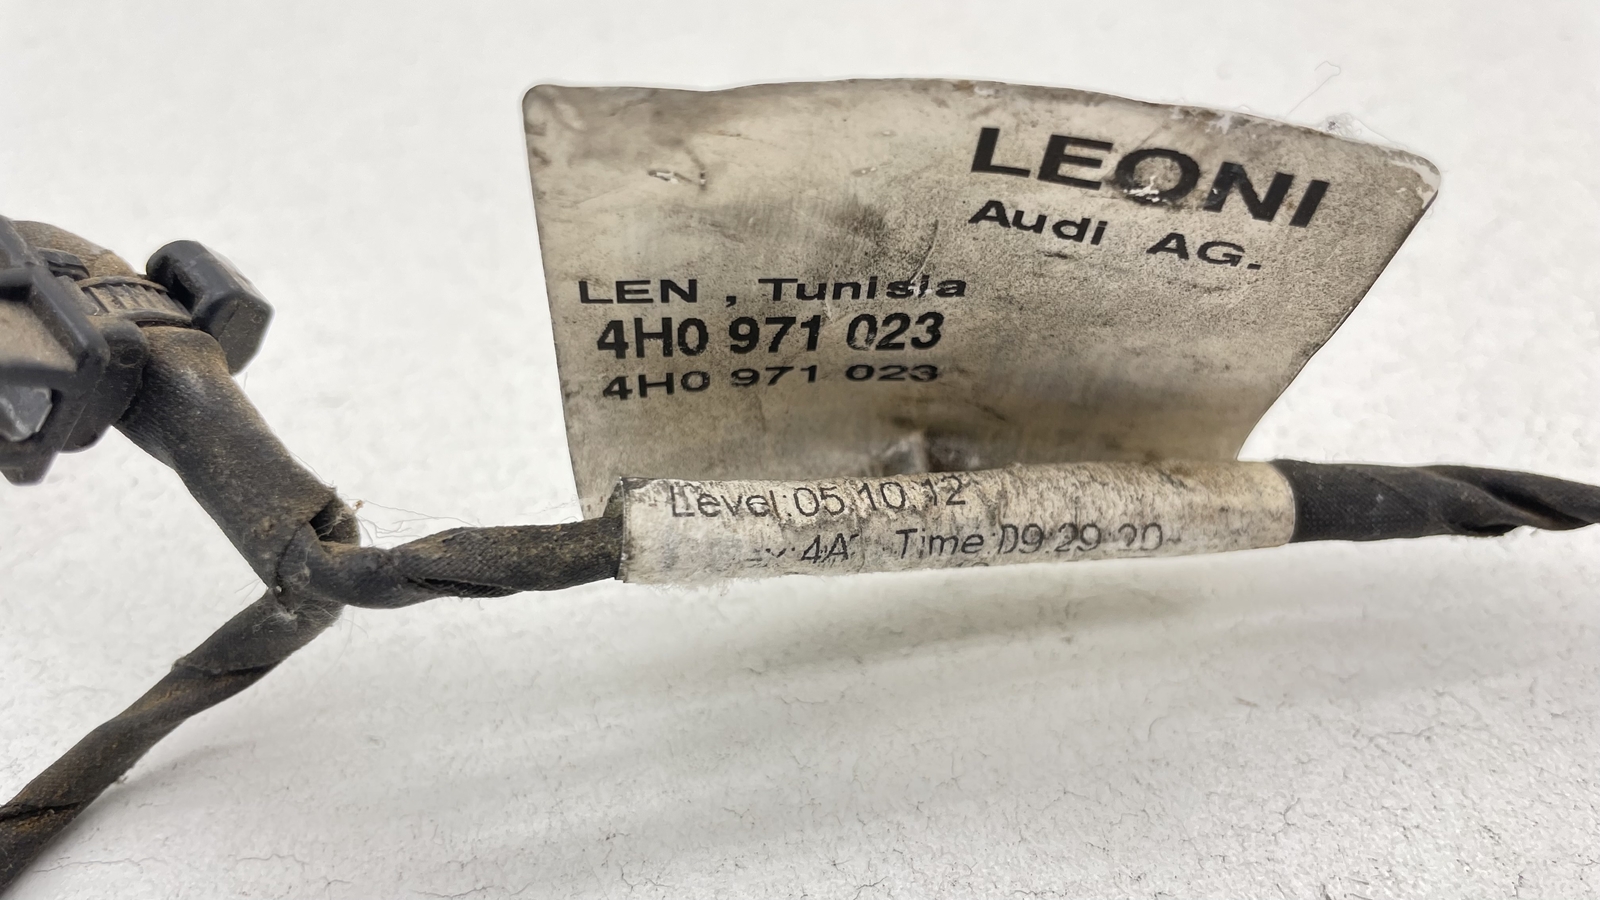 LEONI
Audi AG.
LEN , Tunisia
4H0 971 023
4H0 971 023
Level:05.10.12
4A Time:09:29:20